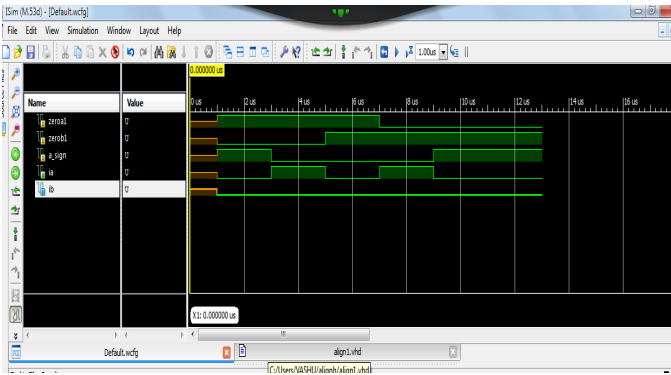 ISim (M.53d) - [Default.wcfg]
File Edit View Simulation Window Layout Help
1.00us
0.000000 us
Name Value
0 us 2 us 4 us 6 us 8 us 10 us 12 us 14 us 16 us
zeroa1 U
zerob1 U
a_sign U
ia U
ib U
X1: 0.000000 us
Default.wcfg align1.vhd
C:/Users/VASHU/alignh/align1.vhd